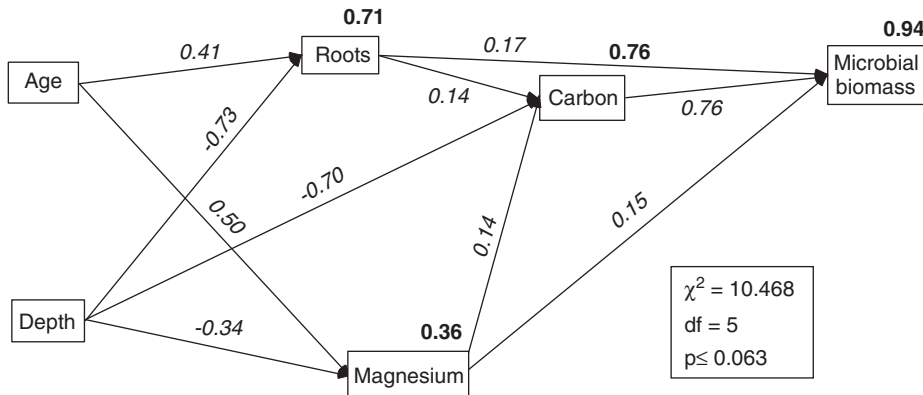 0.71
0.94
0.41
Roots
0.17
0.76
Microbial
biomass
Age
0.14
Carbon
0.76
-0.73
-0.70
0.50
0.14
0.15
Depth
-0.34
0.36
Magnesium
χ² = 10.468
df = 5
p≤ 0.063